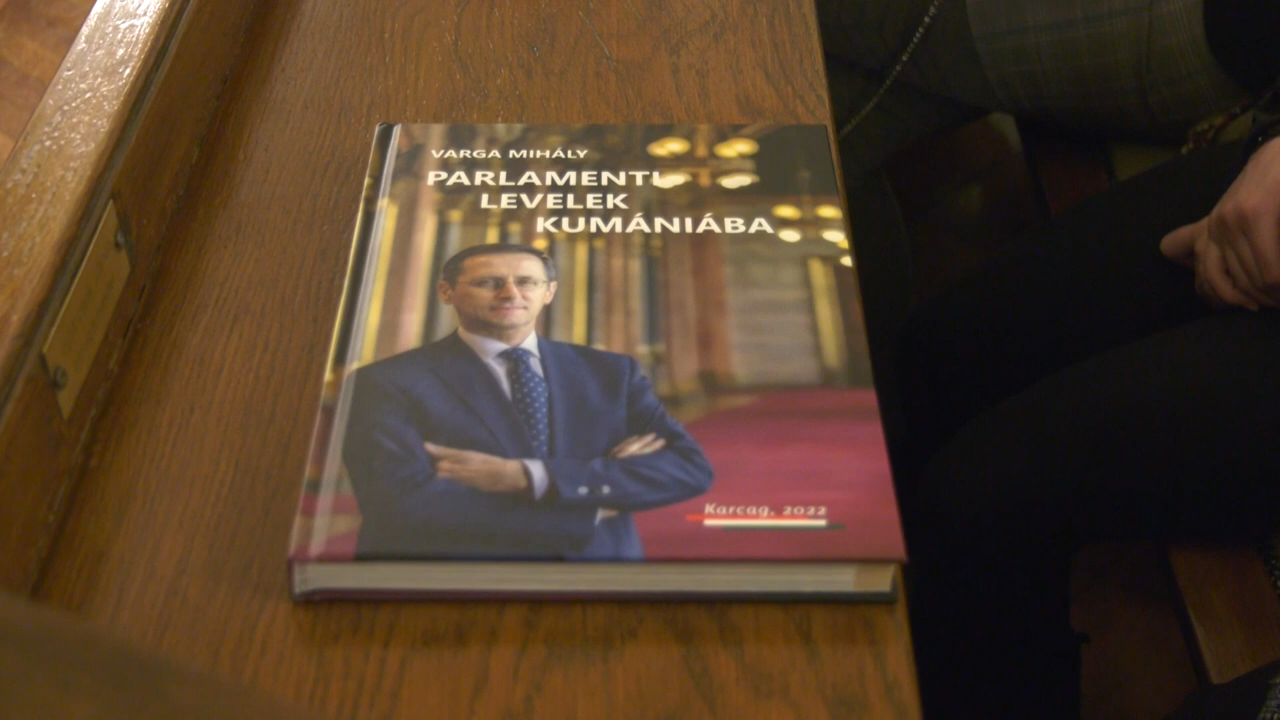 VARGA MIHÁLY
PARLAMENTI
LEVELEK
KUMÁNIÁBA
Karcag, 2022